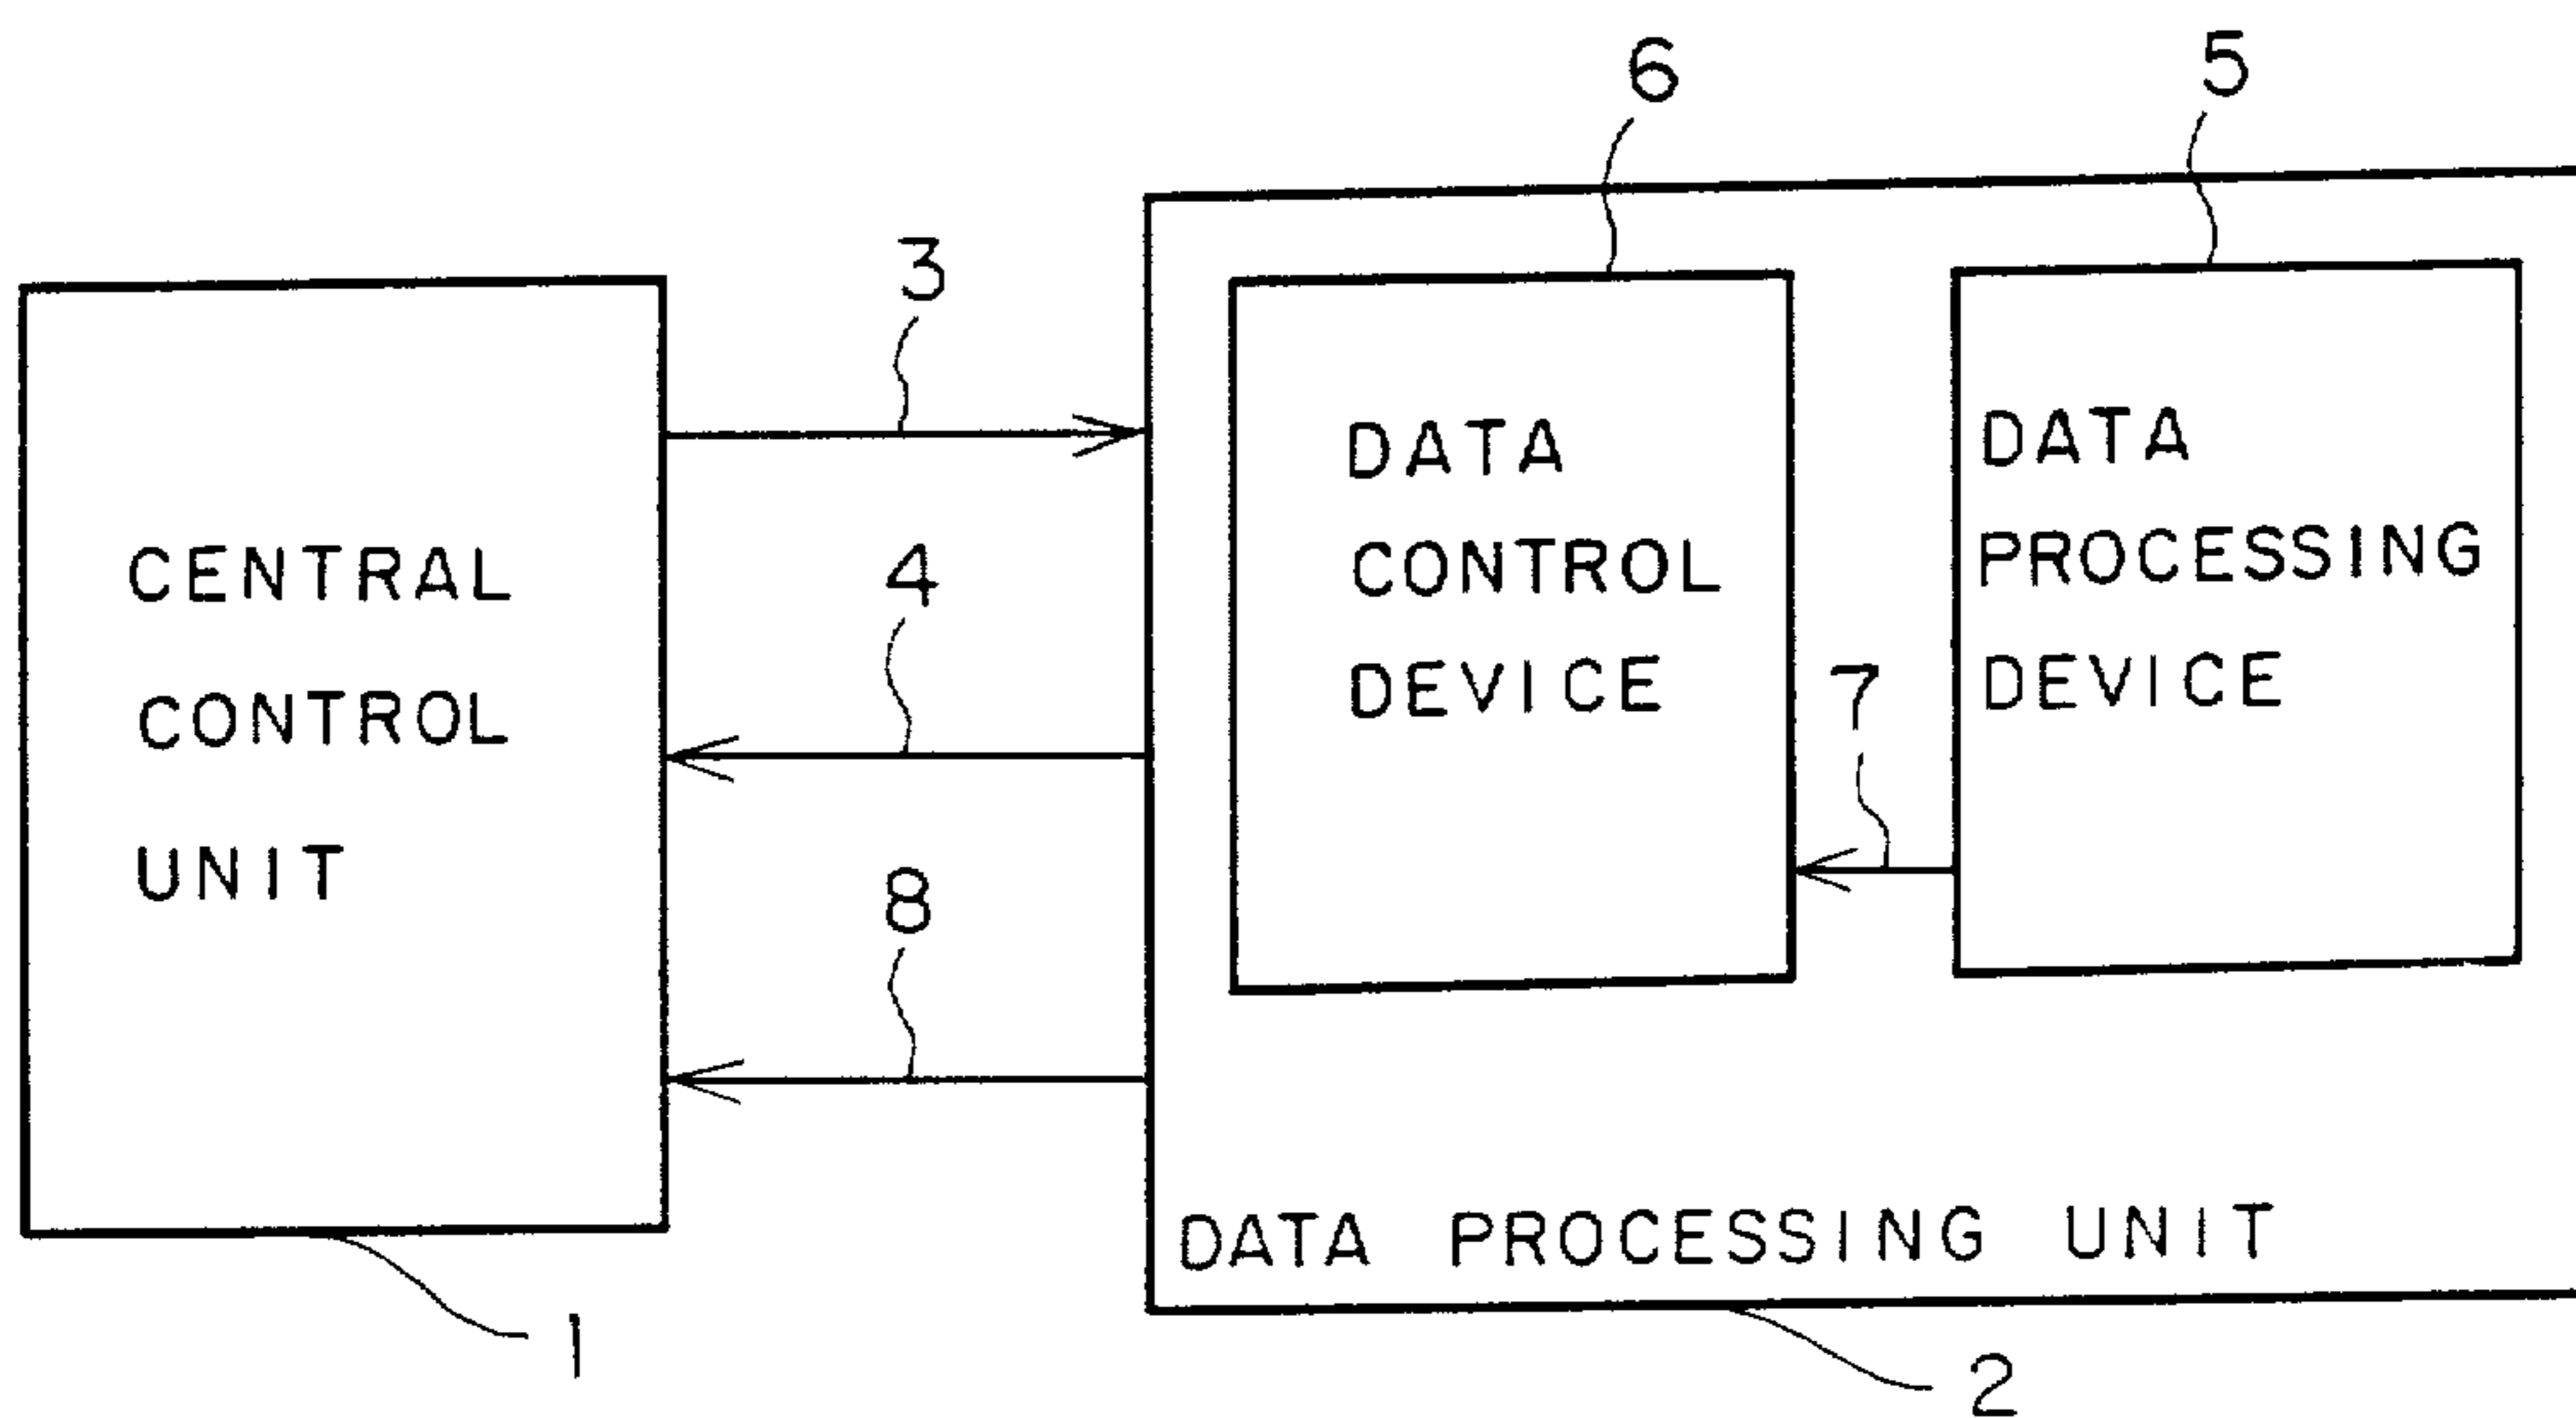 6
5
3
CENTRAL
CONTROL
UNIT
4
8
DATA
CONTROL
DEVICE
7
DATA
PROCESSING
DEVICE
DATA PROCESSING UNIT
1
2